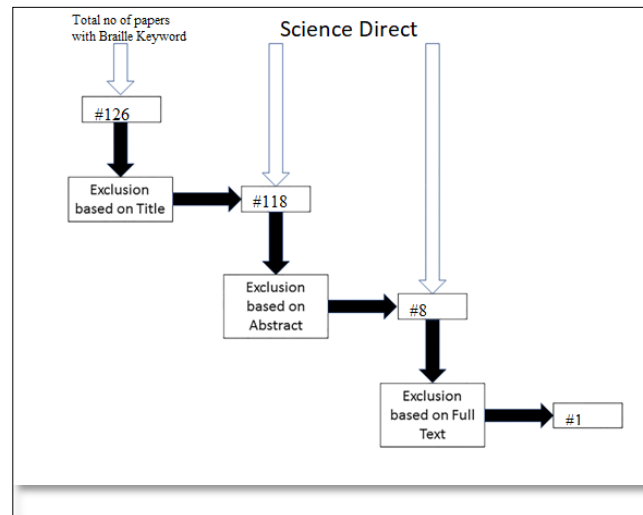 Total no of papers
with Braille Keyword
Science Direct
#126
Exclusion
based on Title
#118
Exclusion
based on
Abstract
#8
Exclusion
based on Full
Text
#1